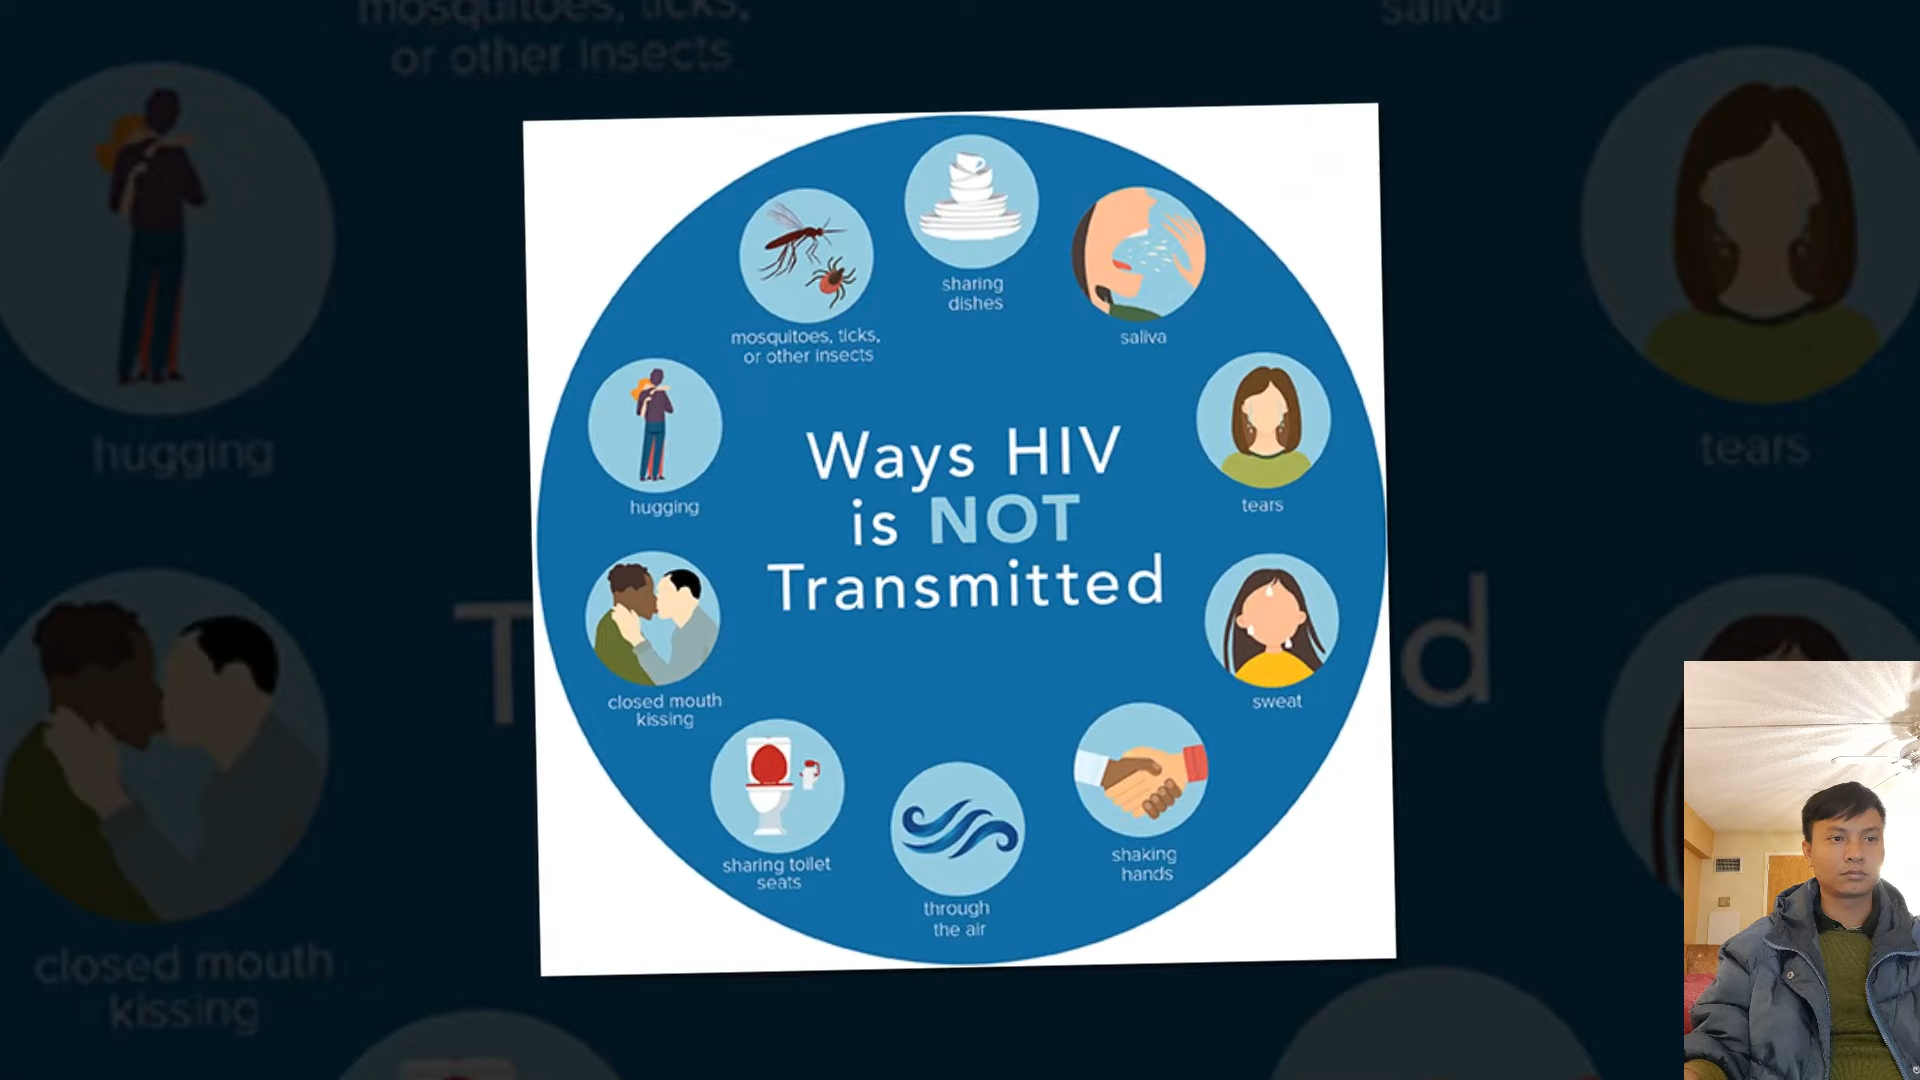 mosquitoes, ticks,
or other insects
saliva
hugging
tears
closed mouth
kissing
T
d
sharing
dishes
saliva
mosquitoes, ticks,
or other insects
hugging
tears
Ways HIV
is NOT
Transmitted
closed mouth
kissing
sweat
sharing toilet
seats
through
the air
shaking
hands